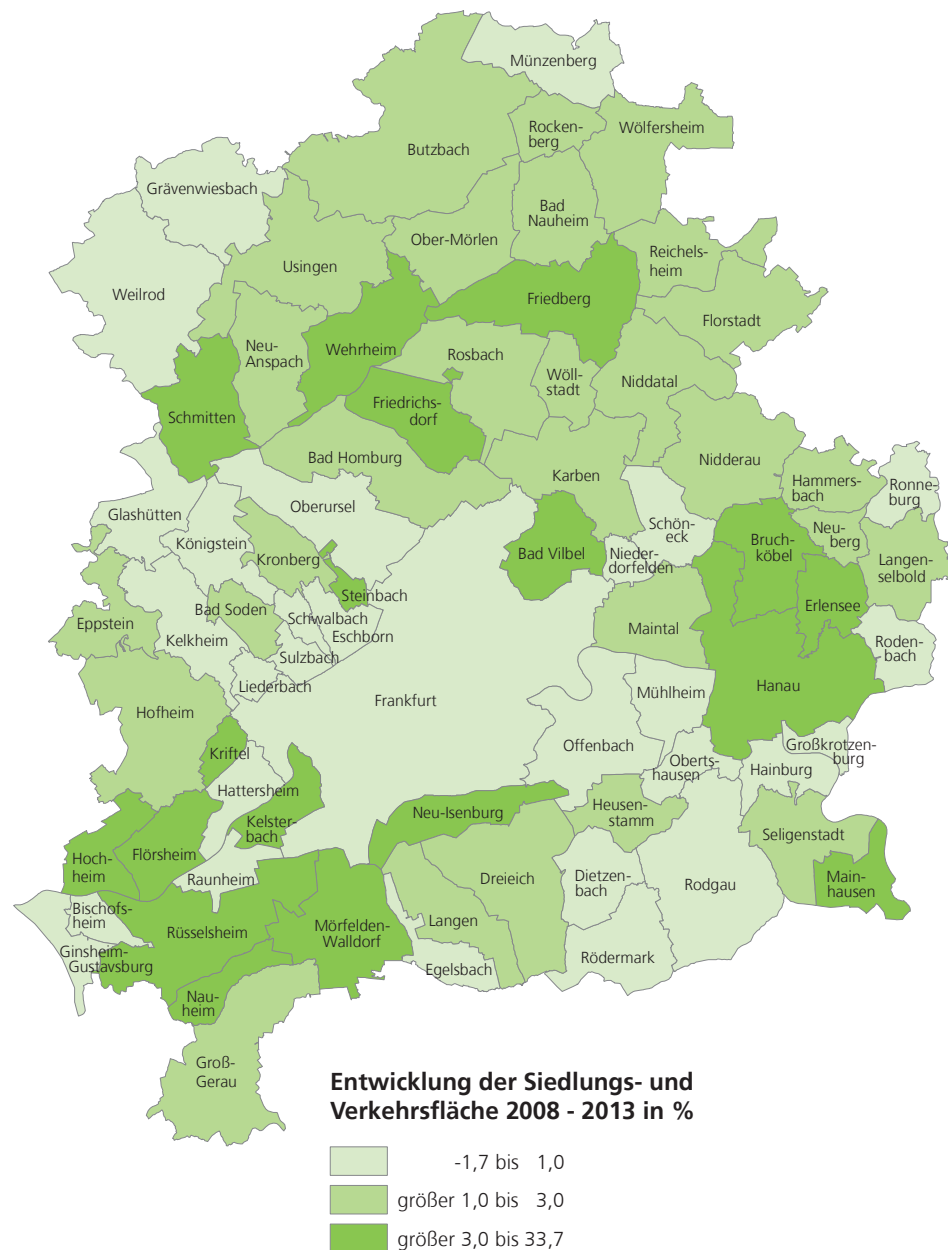 Münzenberg
Rocken-
berg
Wölfersheim
Butzbach
Grävenwiesbach
Bad
Nauheim
Ober-Mörlen
Reichels-
heim
Usingen
Weilrod
Friedberg
Florstadt
Neu-
Anspach
Wehrheim
Rosbach
Wöll-
stadt
Niddatal
Schmitten
Friedrichs-
dorf
Bad Homburg
Nidderau
Karben
Hammers-
bach
Ronne-
burg
Oberursel
Glashütten
Schön-
eck
Königstein
Kronberg
Bad Vilbel
Nieder-
dorfelden
Bruch-
köbel
Neu-
berg
Langen-
selbold
Steinbach
Bad Soden
Schwalbach
Eschborn
Erlensee
Eppstein
Kelkheim
Maintal
Sulzbach
Roden-
bach
Liederbach
Hanau
Mühlheim
Frankfurt
Hofheim
Offenbach
Großkrotzen-
burg
Kriftel
Oberts-
hausen
Hainburg
Hattersheim
Heusen-
stamm
Neu-Isenburg
Kelster-
bach
Seligenstadt
Flörsheim
Hoch-
heim
Raunheim
Dreieich
Dietzen-
bach
Rodgau
Main-
hausen
Bischofs-
heim
Rüsselsheim
Mörfelden-
Walldorf
Langen
Ginsheim-
Gustavsburg
Egelsbach
Rödermark
Nau-
heim
Groß-
Gerau
Entwicklung der Siedlungs- und
Verkehrsfläche 2008 - 2013 in %
-1,7 bis 1,0
größer 1,0 bis 3,0
größer 3,0 bis 33,7